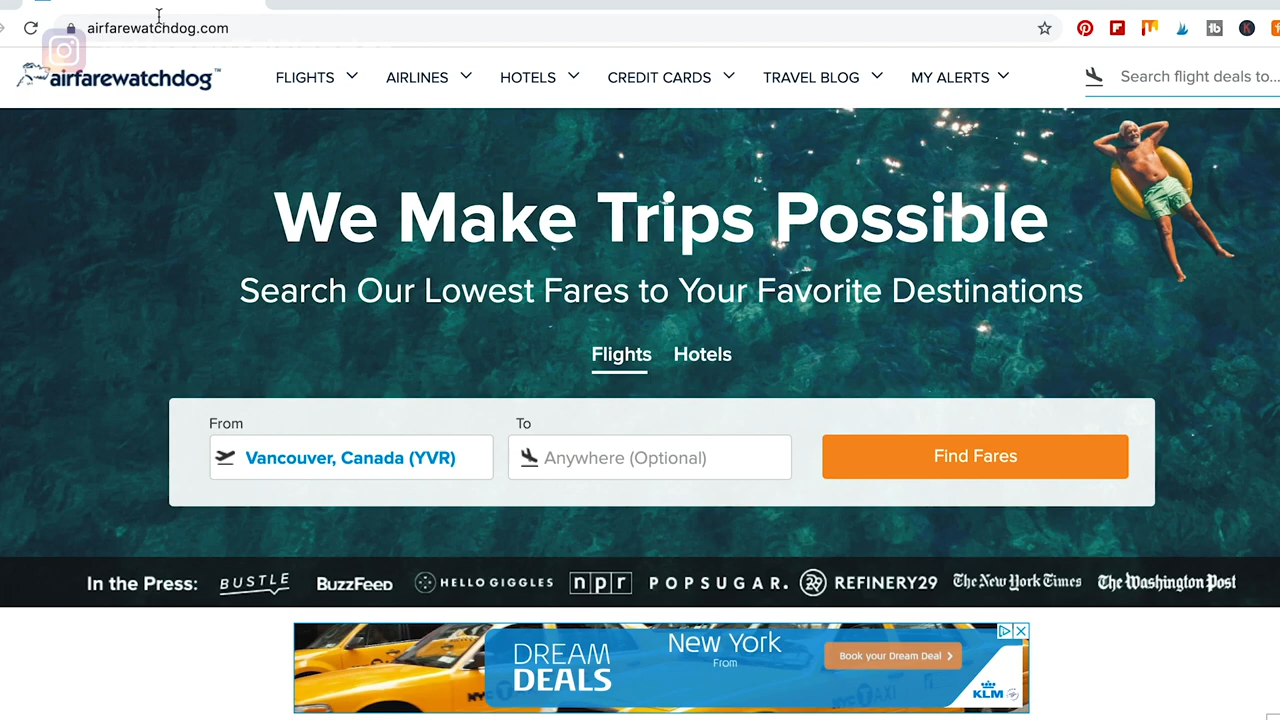 airfarewatchdog.com
airfarewatchdog™
FLIGHTS AIRLINES HOTELS CREDIT CARDS TRAVEL BLOG MY ALERTS Search flight deals to...
We Make Trips Possible
Search Our Lowest Fares to Your Favorite Destinations
Flights Hotels
From To
Vancouver, Canada (YVR) Anywhere (Optional) Find Fares
In the Press: BUSTLE BuzzFeed HELLO GIGGLES npr POPSUGAR. R29 REFINERY29 The New York Times The Washington Post
DREAM DEALS
New York
From
Book your Dream Deal
KLM
NYC TAXI